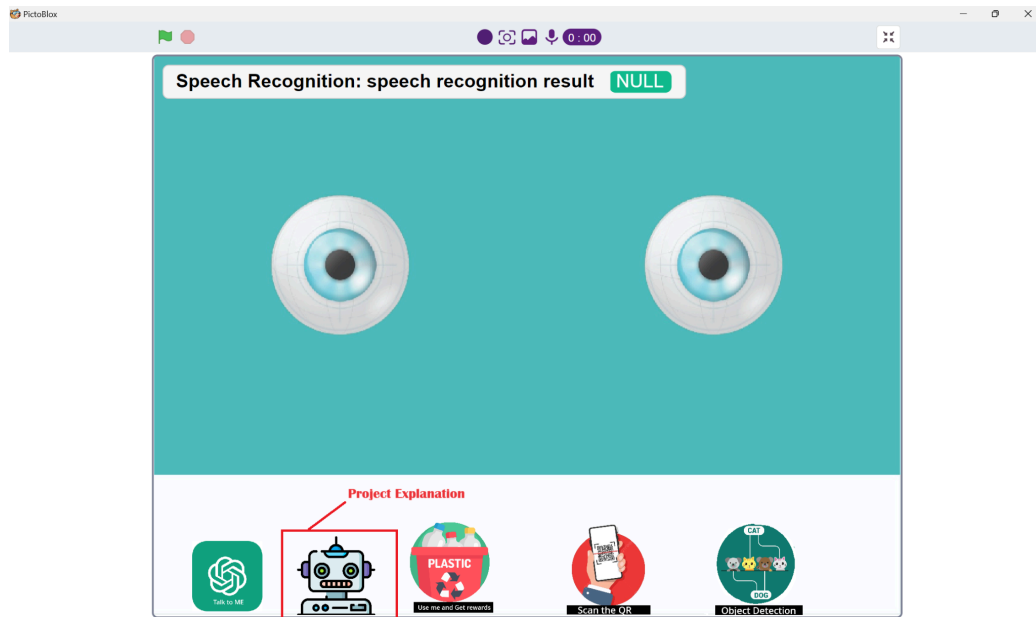 PictoBlox
0 : 00
Speech Recognition: speech recognition result NULL
Project Explanation
Talk to ME
PLASTIC
Use me and Get rewards
Scan the QR
CAT
DOG
Object Detection